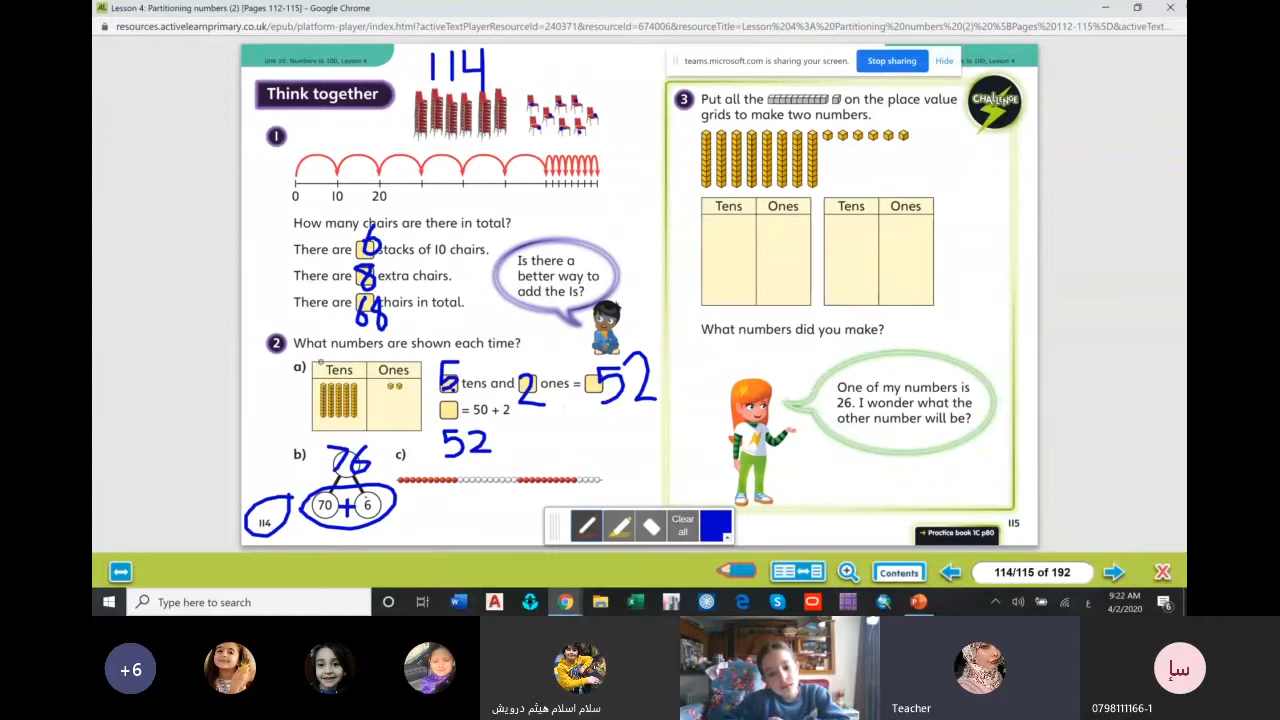 Lesson 4: Partitioning numbers (2) [Pages 112-115] - Google Chrome
resources.activelearnprimary.co.uk/epub/platform-player/index.html?activeTextPlayerResourceId=240371&resourceId=674006&resourceTitle=Lesson%204%3A%20Partitioning%20numbers%20(2)%20%5BPages%20112-115%5D&activeText...
Unit 16: Numbers to 100, Lesson 4
114
Think together
1
0 10 20
How many chairs are there in total?
There are 6 stacks of 10 chairs.
There are 8 extra chairs.
There are 68 chairs in total.
Is there a
better way to
add the 1s?
2 What numbers are shown each time?
a) Tens Ones
5 tens and 2 ones = 52
= 50 + 2
52
b) 76 c)
70 + 6
114
teams.microsoft.com is sharing your screen. Stop sharing Hide
to 100, Lesson 4
CHALLENGE
3 Put all the on the place value
grids to make two numbers.
Tens Ones Tens Ones
What numbers did you make?
One of my numbers is
26. I wonder what the
other number will be?
Clear
all
115
→ Practice book 1C p80
Contents 114/115 of 192
Type here to search
9:22 AM
4/2/2020
ع
6
+6
سلام اسلام هيثم درويش
Teacher
سإ
0798111166-1